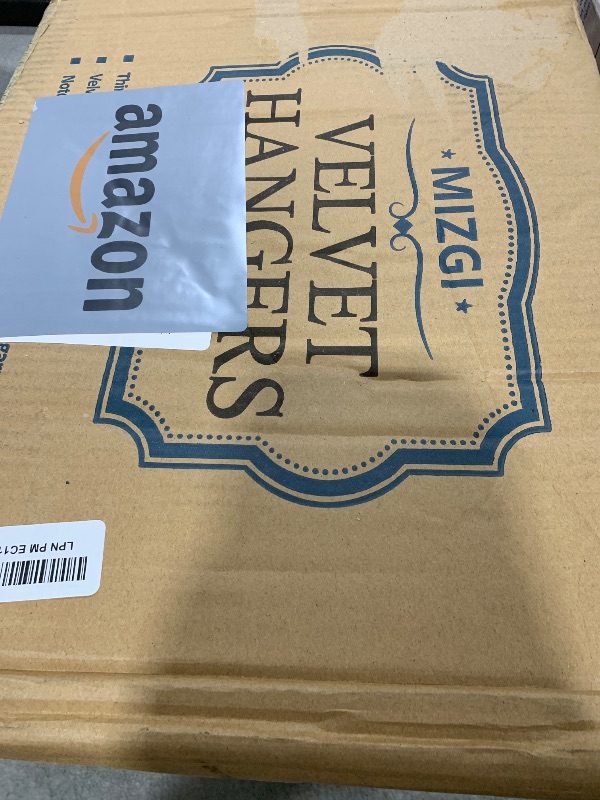 ★ MIZGI ★
VELVET
HANGERS
amazon
LPN PM EC1